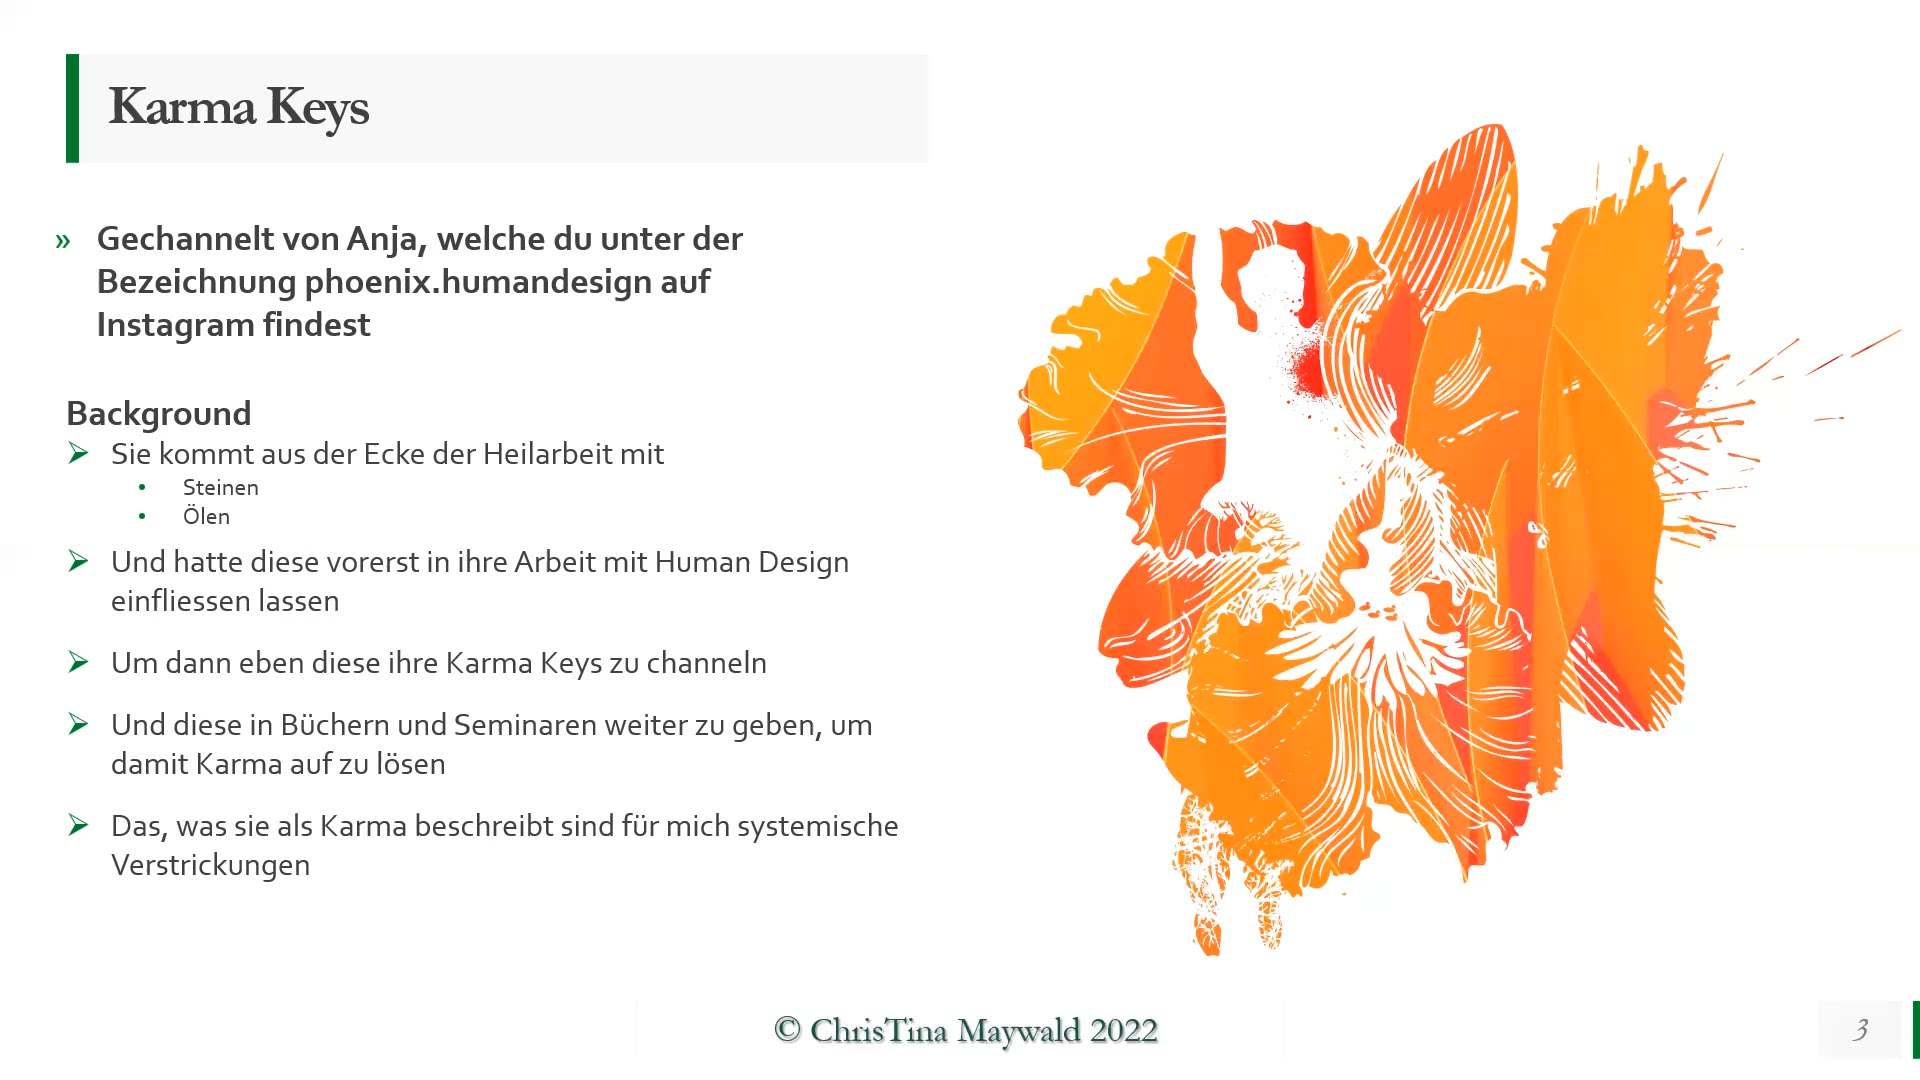 Karma Keys
» Gechannelt von Anja, welche du unter der
Bezeichnung phoenix.humandesign auf
Instagram findest
Background
➢ Sie kommt aus der Ecke der Heilarbeit mit
• Steinen
• Ölen
➢ Und hatte diese vorerst in ihre Arbeit mit Human Design
einfliessen lassen
➢ Um dann eben diese ihre Karma Keys zu channeln
➢ Und diese in Büchern und Seminaren weiter zu geben, um
damit Karma auf zu lösen
➢ Das, was sie als Karma beschreibt sind für mich systemische
Verstrickungen
© ChrisTina Maywald 2022
3